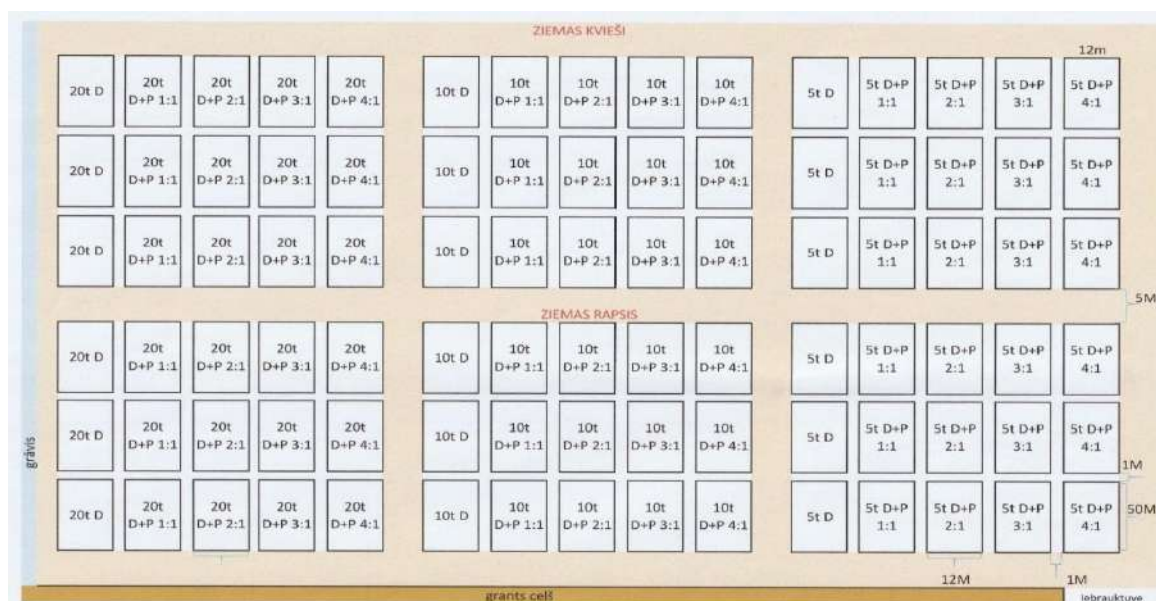 ZIEMAS KVIEŠI
12m
20t D 20t D+P 1:1 20t D+P 2:1 20t D+P 3:1 20t D+P 4:1 10t D 10t D+P 1:1 10t D+P 2:1 10t D+P 3:1 10t D+P 4:1 5t D 5t D+P 1:1 5t D+P 2:1 5t D+P 3:1 5t D+P 4:1
20t D 20t D+P 1:1 20t D+P 2:1 20t D+P 3:1 20t D+P 4:1 10t D 10t D+P 1:1 10t D+P 2:1 10t D+P 3:1 10t D+P 4:1 5t D 5t D+P 1:1 5t D+P 2:1 5t D+P 3:1 5t D+P 4:1
20t D 20t D+P 1:1 20t D+P 2:1 20t D+P 3:1 20t D+P 4:1 10t D 10t D+P 1:1 10t D+P 2:1 10t D+P 3:1 10t D+P 4:1 5t D 5t D+P 1:1 5t D+P 2:1 5t D+P 3:1 5t D+P 4:1
5M
ZIEMAS RAPSIS
20t D 20t D+P 1:1 20t D+P 2:1 20t D+P 3:1 20t D+P 4:1 10t D 10t D+P 1:1 10t D+P 2:1 10t D+P 3:1 10t D+P 4:1 5t D 5t D+P 1:1 5t D+P 2:1 5t D+P 3:1 5t D+P 4:1
20t D 20t D+P 1:1 20t D+P 2:1 20t D+P 3:1 20t D+P 4:1 10t D 10t D+P 1:1 10t D+P 2:1 10t D+P 3:1 10t D+P 4:1 5t D 5t D+P 1:1 5t D+P 2:1 5t D+P 3:1 5t D+P 4:1
grāvis
1M
20t D 20t D+P 1:1 20t D+P 2:1 20t D+P 3:1 20t D+P 4:1 10t D 10t D+P 1:1 10t D+P 2:1 10t D+P 3:1 10t D+P 4:1 5t D 5t D+P 1:1 5t D+P 2:1 5t D+P 3:1 5t D+P 4:1
50M
12M 1M
grants ceļš
Iebrauktuve